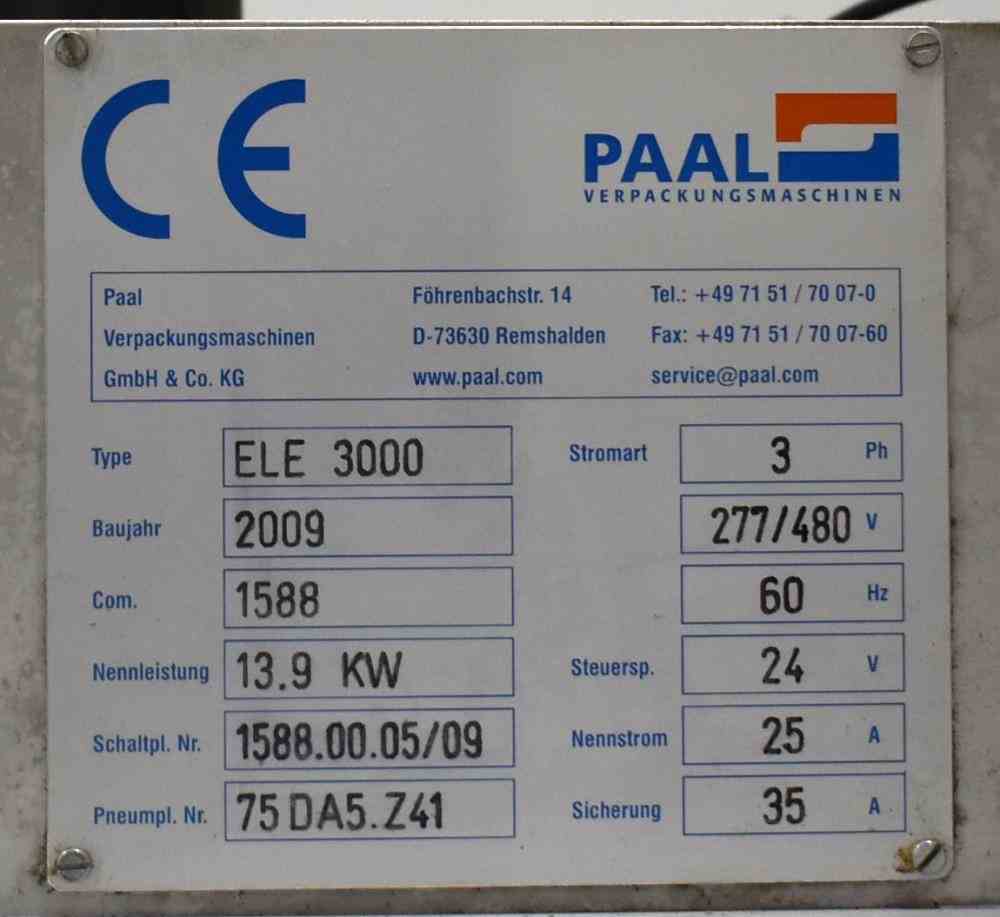 CE
PAAL
VERPACKUNGSMASCHINEN
Paal Föhrenbachstr. 14 Tel.: +49 71 51 / 70 07-0
Verpackungsmaschinen D-73630 Remshalden Fax: +49 71 51 / 70 07-60
GmbH & Co. KG www.paal.com service@paal.com
Type ELE 3000 Stromart 3 Ph
Baujahr 2009 277/480 V
Com. 1588 60 Hz
Nennleistung 13.9 KW Steuersp. 24 V
Schaltpl. Nr. 1588.00.05/09 Nennstrom 25 A
Pneumpl. Nr. 75 DA5.Z41 Sicherung 35 A